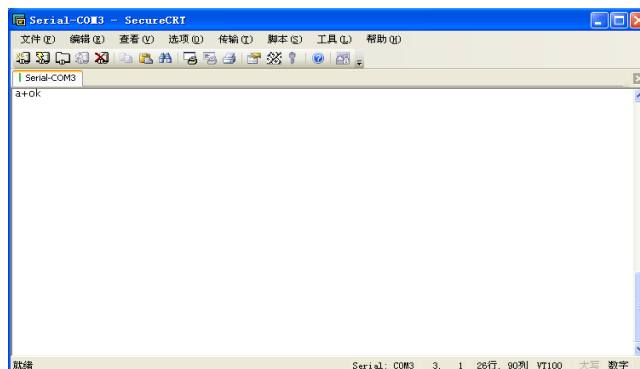 Serial-COM3 - SecureCRT
文件(F) 编辑(E) 查看(V) 选项(O) 传输(T) 脚本(S) 工具(L) 帮助(H)
Serial-COM3
a+ok
就绪 Serial: COM3 3, 1 26行, 90列 VT100 大写 数字